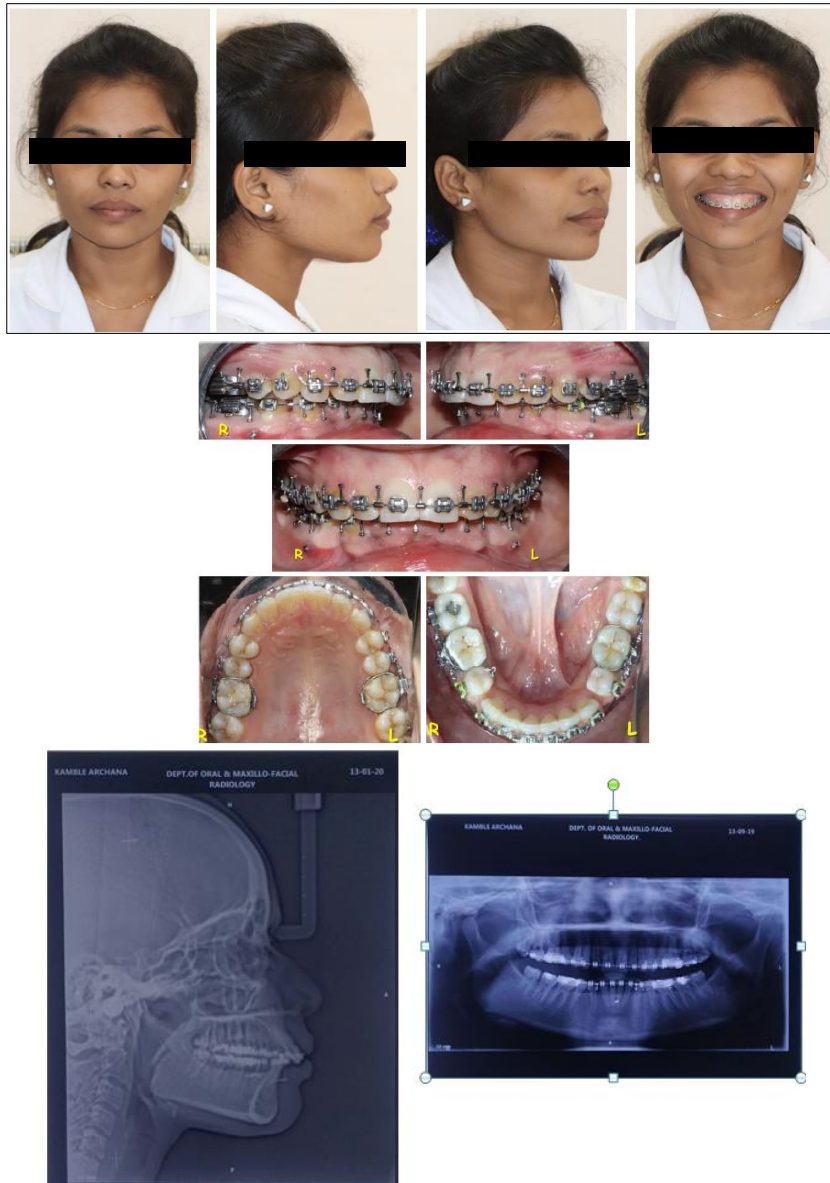 R
L
R
L
R
L
R
L
KAMBLE ARCHANA
DEPT.OF ORAL & MAXILLO-FACIAL
RADIOLOGY
13-01-20
N
A
P
KAMBLE ARCHANA
DEPT. OF ORAL & MAXILLO-FACIAL
RADIOLOGY.
13-09-19